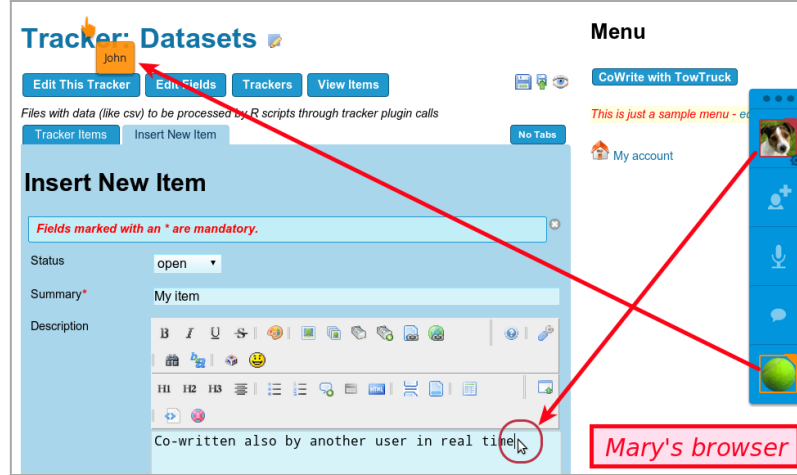 Tracker: Datasets
John
Edit This Tracker
Edit Fields
Trackers
View Items
Files with data (like csv) to be processed by R scripts through tracker plugin calls
Tracker Items
Insert New Item
No Tabs
Insert New Item
Fields marked with an * are mandatory.
Status
open
Summary*
My item
Description
B I U S
H1 H2 H3
Co-written also by another user in real time
Menu
CoWrite with TowTruck
This is just a sample menu - ed
My account
Mary's browser